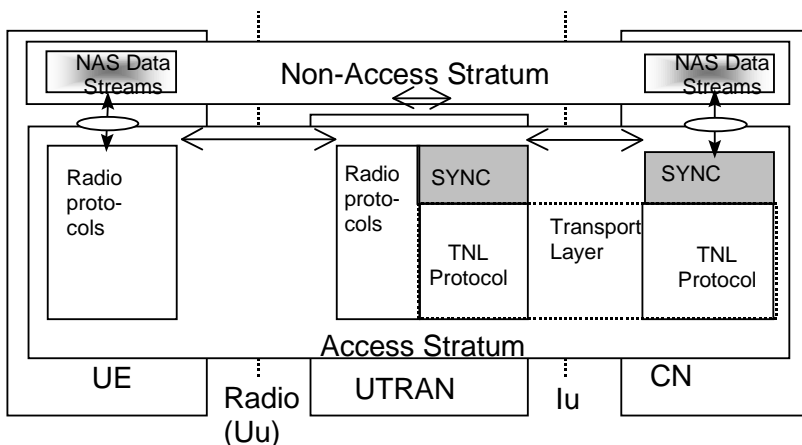 NAS Data
Streams
Non-Access Stratum
NAS Data
Streams
Radio
proto-
cols
Radio
proto-
cols
SYNC
SYNC
TNL
Protocol
Transport
Layer
TNL
Protocol
Access Stratum
UE
Radio
(Uu)
UTRAN
Iu
CN